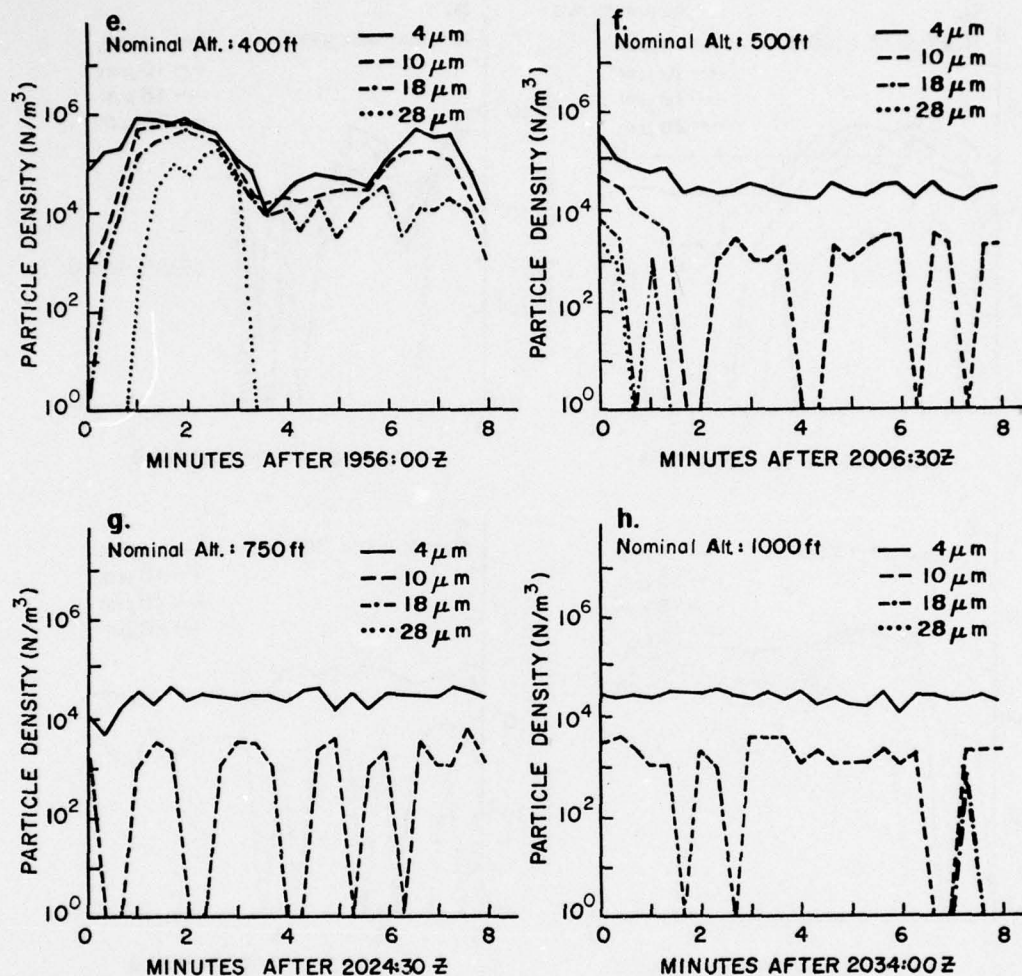 e.
Nominal Alt.: 400ft
4 μm
10 μm
18 μm
28 μm
PARTICLE DENSITY (N/m³)
10⁶
10⁴
10²
10⁰
0 2 4 6 8
MINUTES AFTER 1956:00Z
f.
Nominal Alt.: 500ft
4 μm
10 μm
18 μm
28 μm
PARTICLE DENSITY (N/m³)
10⁶
10⁴
10²
10⁰
0 2 4 6 8
MINUTES AFTER 2006:30Z
g.
Nominal Alt.: 750ft
4 μm
10 μm
18 μm
28 μm
PARTICLE DENSITY (N/m³)
10⁶
10⁴
10²
10⁰
0 2 4 6 8
MINUTES AFTER 2024:30Z
h.
Nominal Alt: 1000ft
4 μm
10 μm
18 μm
28 μm
PARTICLE DENSITY (N/m³)
10⁶
10⁴
10²
10⁰
0 2 4 6 8
MINUTES AFTER 2034:00Z